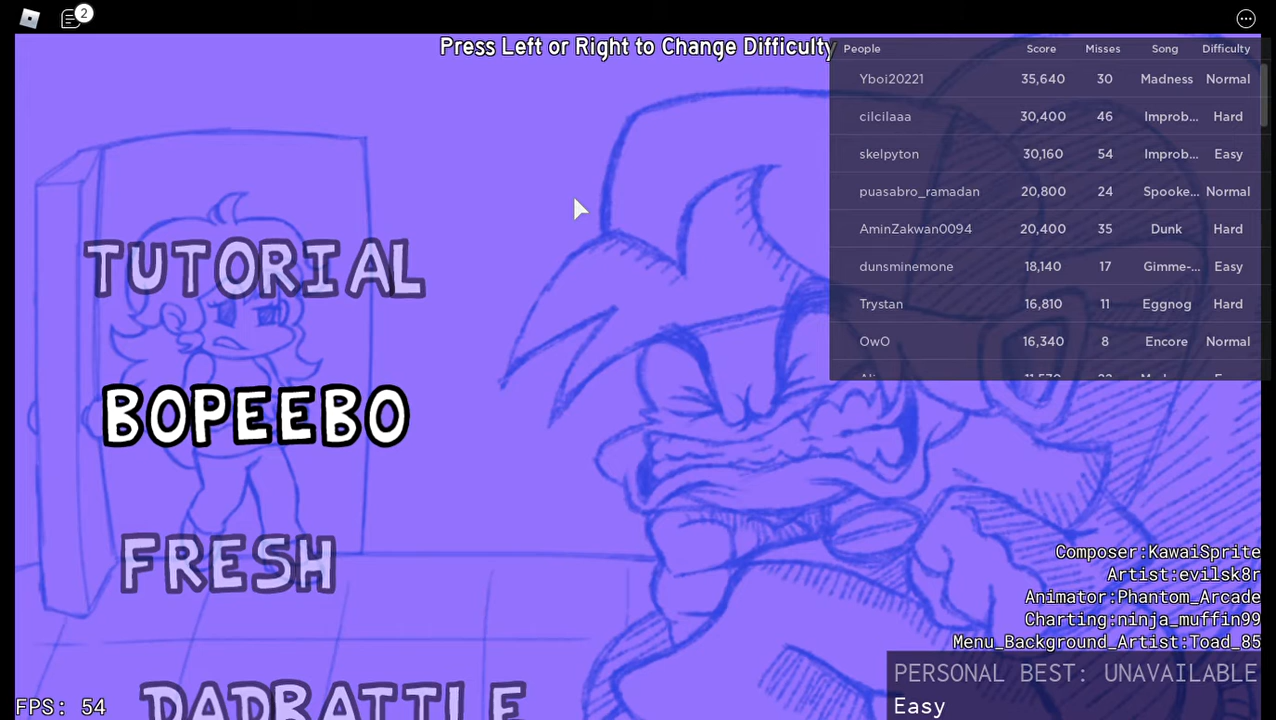 2
Press Left or Right to Change Difficulty
People Score Misses Song Difficulty
Yboi20221 35,640 30 Madness Normal
cilcilaaa 30,400 46 Improb... Hard
skelpyton 30,160 54 Improb... Easy
puasabro_ramadan 20,800 24 Spooke... Normal
AminZakwan0094 20,400 35 Dunk Hard
dunsminemone 18,140 17 Gimme-... Easy
Trystan 16,810 11 Eggnog Hard
OwO 16,340 8 Encore Normal
TUTORIAL
BOPEEBO
FRESH
DADBATTLE
Composer:KawaiSprite
Artist:evilsk8r
Animator:Phantom_Arcade
Charting:ninja_muffin99
Menu_Background_Artist:Toad_85
PERSONAL BEST: UNAVAILABLE
Easy
FPS: 54